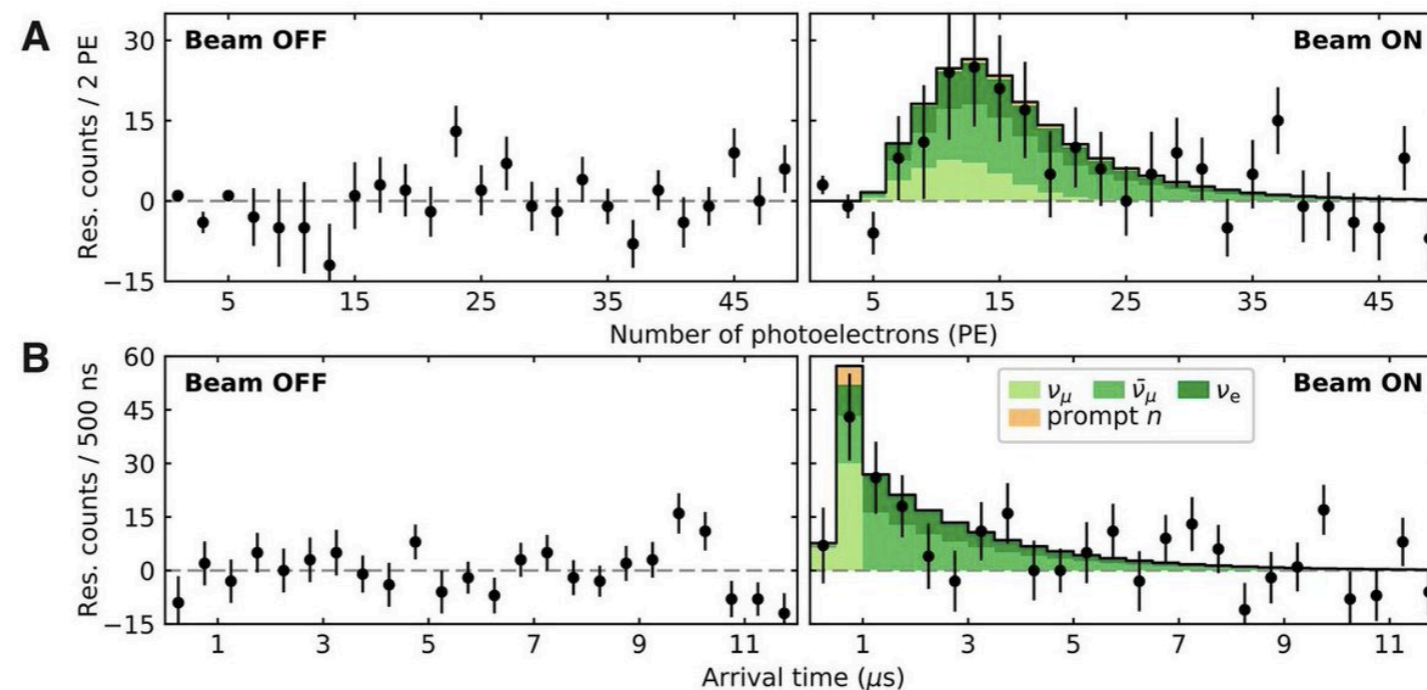 A
Res. counts / 2 PE
30
15
0
−15
Beam OFF
Beam ON
5 15 25 35 45
5 15 25 35 45
Number of photoelectrons (PE)
B
Res. counts / 500 ns
60
45
30
15
0
−15
Beam OFF
Beam ON
νμ ν̄μ νe
prompt n
1 3 5 7 9 11
1 3 5 7 9 11
Arrival time (μs)